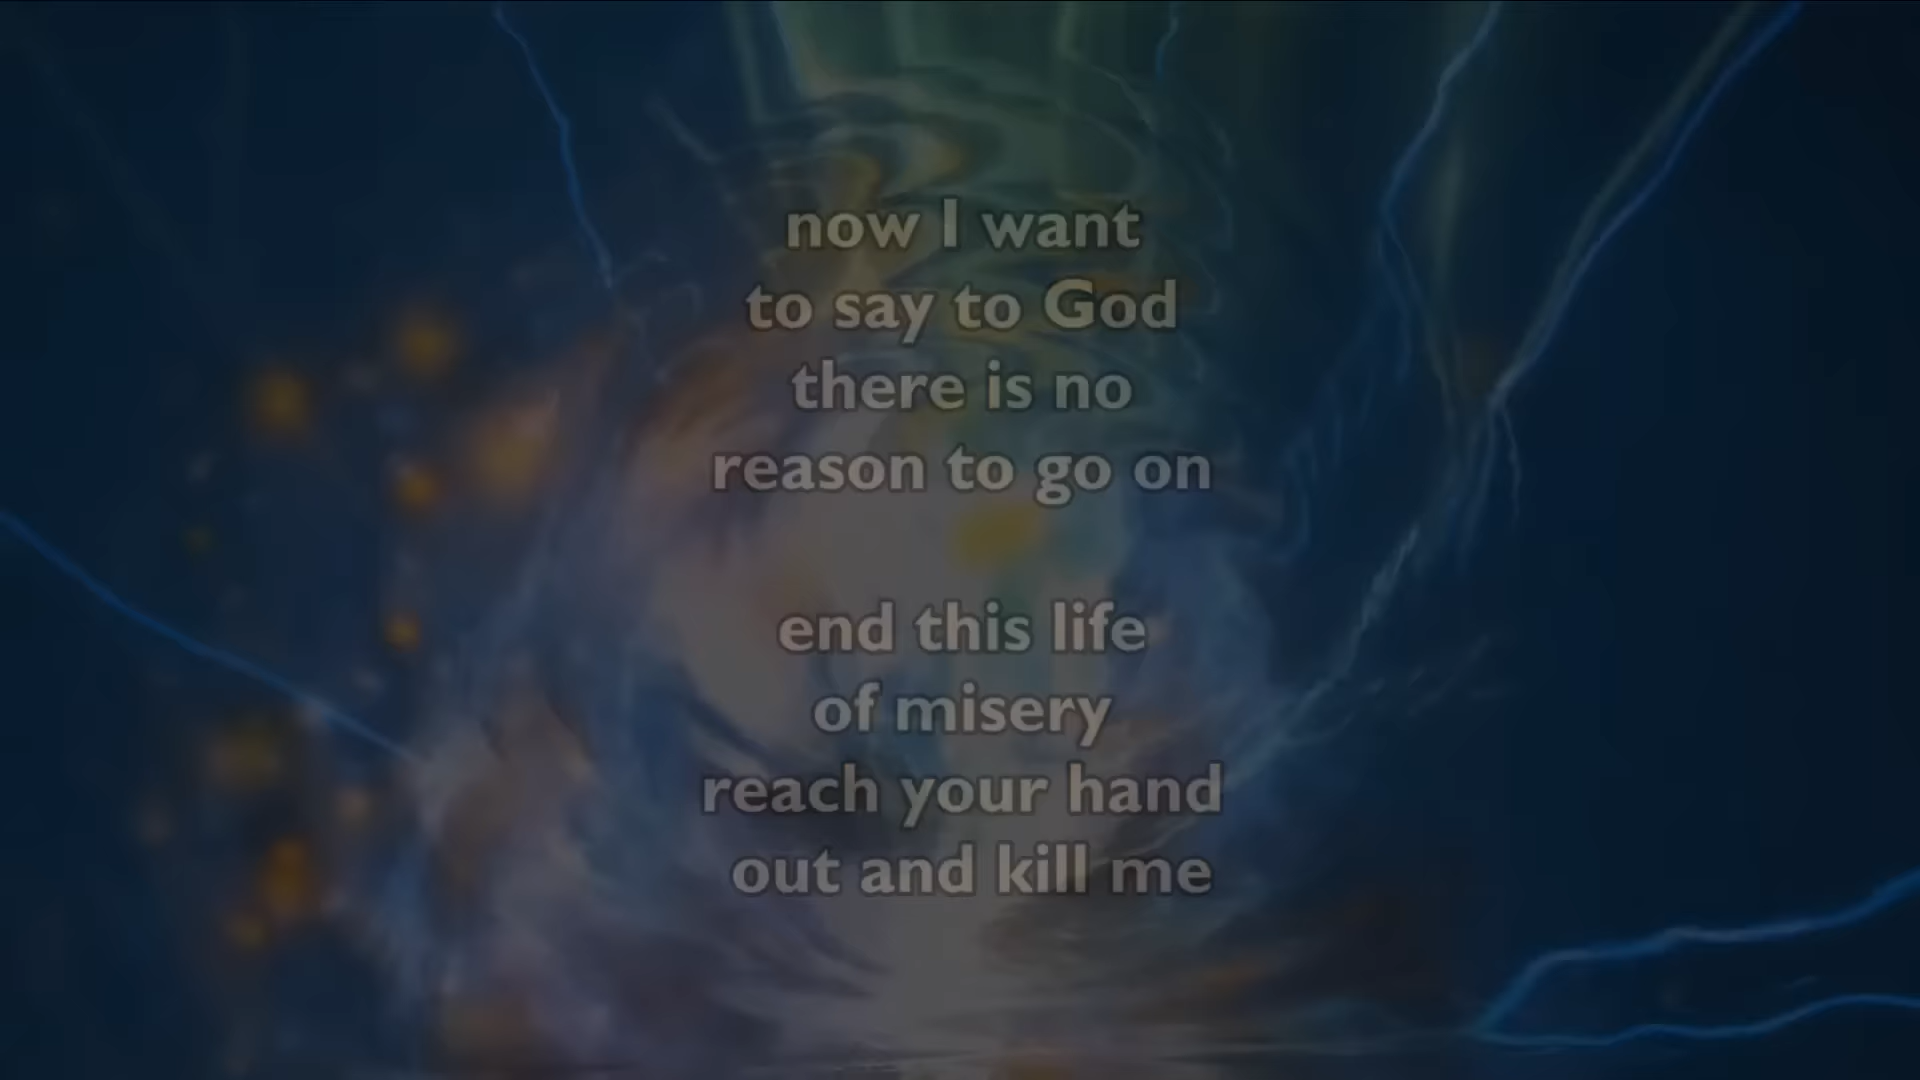 now I want
to say to God
there is no
reason to go on
end this life
of misery
reach your hand
out and kill me